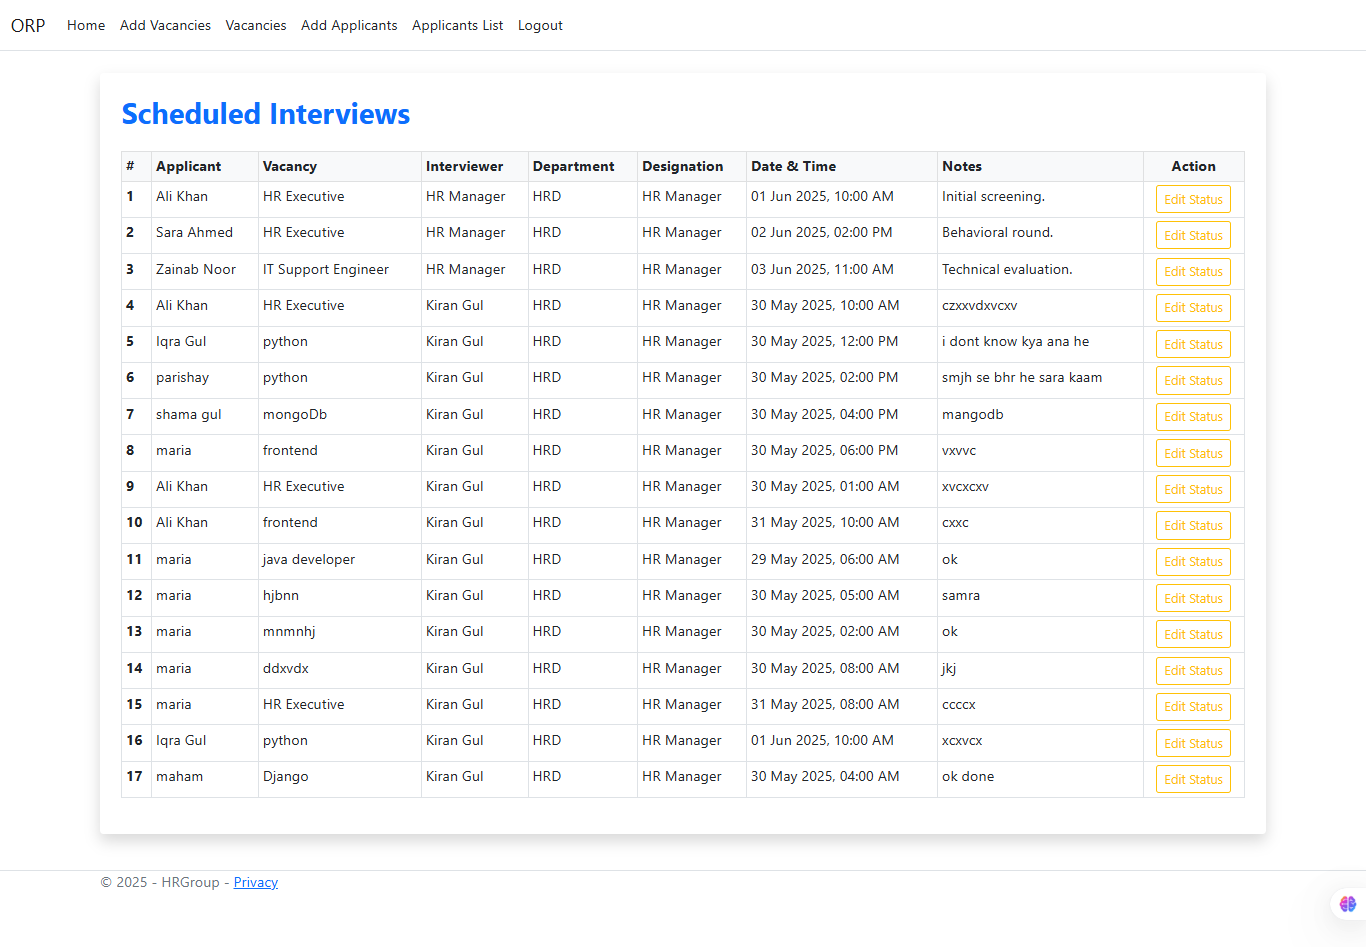 ORP Home Add Vacancies Vacancies Add Applicants Applicants List Logout
Scheduled Interviews
# Applicant Vacancy Interviewer Department Designation Date & Time Notes Action
1 Ali Khan HR Executive HR Manager HRD HR Manager 01 Jun 2025, 10:00 AM Initial screening. Edit Status
2 Sara Ahmed HR Executive HR Manager HRD HR Manager 02 Jun 2025, 02:00 PM Behavioral round. Edit Status
3 Zainab Noor IT Support Engineer HR Manager HRD HR Manager 03 Jun 2025, 11:00 AM Technical evaluation. Edit Status
4 Ali Khan HR Executive Kiran Gul HRD HR Manager 30 May 2025, 10:00 AM czxxvdxvcxv Edit Status
5 Iqra Gul python Kiran Gul HRD HR Manager 30 May 2025, 12:00 PM i dont know kya ana he Edit Status
6 parishay python Kiran Gul HRD HR Manager 30 May 2025, 02:00 PM smjh se bhr he sara kaam Edit Status
7 shama gul mongoDb Kiran Gul HRD HR Manager 30 May 2025, 04:00 PM mangodb Edit Status
8 maria frontend Kiran Gul HRD HR Manager 30 May 2025, 06:00 PM vxvvc Edit Status
9 Ali Khan HR Executive Kiran Gul HRD HR Manager 30 May 2025, 01:00 AM xvcxcxv Edit Status
10 Ali Khan frontend Kiran Gul HRD HR Manager 31 May 2025, 10:00 AM cxxc Edit Status
11 maria java developer Kiran Gul HRD HR Manager 29 May 2025, 06:00 AM ok Edit Status
12 maria hjbnn Kiran Gul HRD HR Manager 30 May 2025, 05:00 AM samra Edit Status
13 maria mnmnhj Kiran Gul HRD HR Manager 30 May 2025, 02:00 AM ok Edit Status
14 maria ddxvdx Kiran Gul HRD HR Manager 30 May 2025, 08:00 AM jkj Edit Status
15 maria HR Executive Kiran Gul HRD HR Manager 31 May 2025, 08:00 AM ccccx Edit Status
16 Iqra Gul python Kiran Gul HRD HR Manager 01 Jun 2025, 10:00 AM xcxvcx Edit Status
17 maham Django Kiran Gul HRD HR Manager 30 May 2025, 04:00 AM ok done Edit Status
© 2025 - HRGroup - Privacy